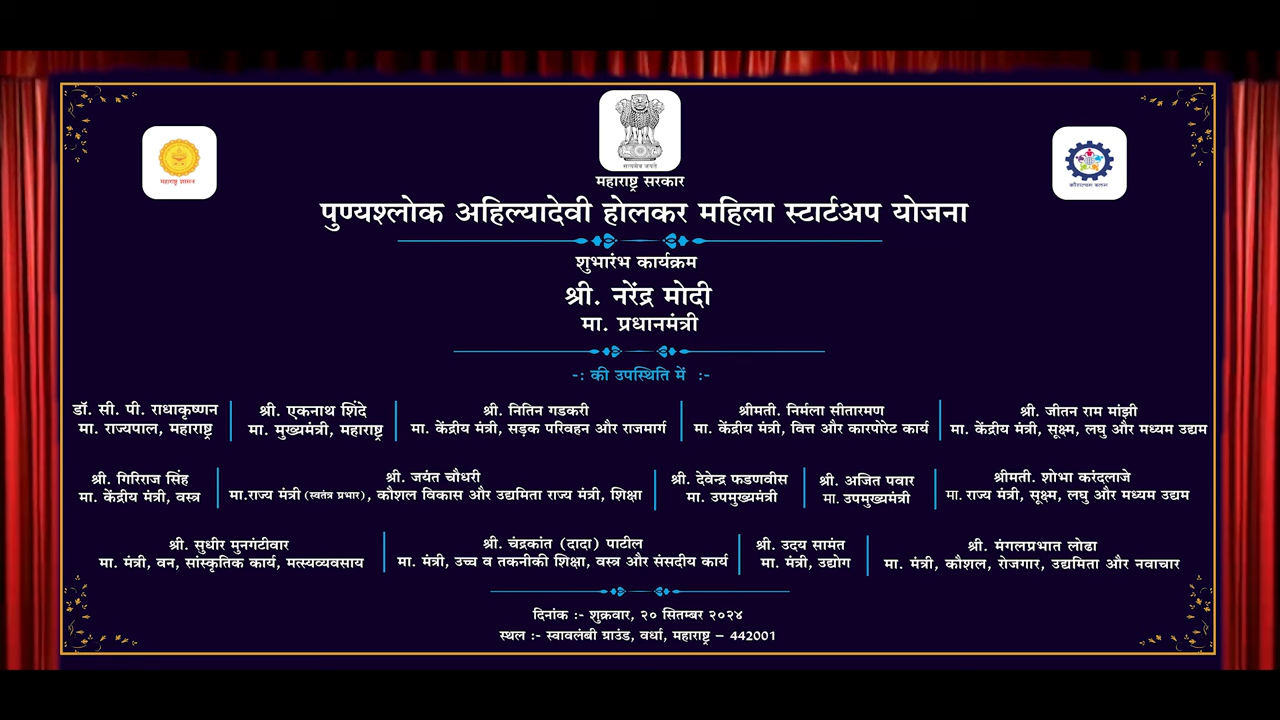 सत्यमेव जयते
महाराष्ट्र शासन
महाराष्ट्र सरकार
पुण्यश्लोक अहिल्यादेवी होलकर महिला स्टार्टअप योजना
शुभारंभ कार्यक्रम
श्री. नरेंद्र मोदी
मा. प्रधानमंत्री
-: की उपस्थिति में :-
डॉ. सी. पी. राधाकृष्णन
मा. राज्यपाल, महाराष्ट्र
श्री. एकनाथ शिंदे
मा. मुख्यमंत्री, महाराष्ट्र
श्री. नितिन गडकरी
मा. केंद्रीय मंत्री, सड़क परिवहन और राजमार्ग
श्रीमती. निर्मला सीतारमण
मा. केंद्रीय मंत्री, वित्त और कारपोरेट कार्य
श्री. जीतन राम मांझी
मा. केंद्रीय मंत्री, सूक्ष्म, लघु और मध्यम उद्यम
श्री. गिरिराज सिंह
मा. केंद्रीय मंत्री, वस्त्र
श्री. जयंत चौधरी
मा.राज्य मंत्री (स्वतंत्र प्रभार), कौशल विकास और उद्यमिता राज्य मंत्री, शिक्षा
श्री. देवेन्द्र फडणवीस
मा. उपमुख्यमंत्री
श्री. अजित पवार
मा. उपमुख्यमंत्री
श्रीमती. शोभा करंदलाजे
मा. राज्य मंत्री, सूक्ष्म, लघु और मध्यम उद्यम
श्री. सुधीर मुनगंटीवार
मा. मंत्री, वन, सांस्कृतिक कार्य, मत्स्यव्यवसाय
श्री. चंद्रकांत (दादा) पाटील
मा. मंत्री, उच्च व तकनीकी शिक्षा, वस्त्र और संसदीय कार्य
श्री. उदय सामंत
मा. मंत्री, उद्योग
श्री. मंगलप्रभात लोढा
मा. मंत्री, कौशल, रोजगार, उद्यमिता और नवाचार
दिनांक :- शुक्रवार, २० सितम्बर २०२४
स्थल :- स्वावलंबी ग्राउंड, वर्धा, महाराष्ट्र – 442001